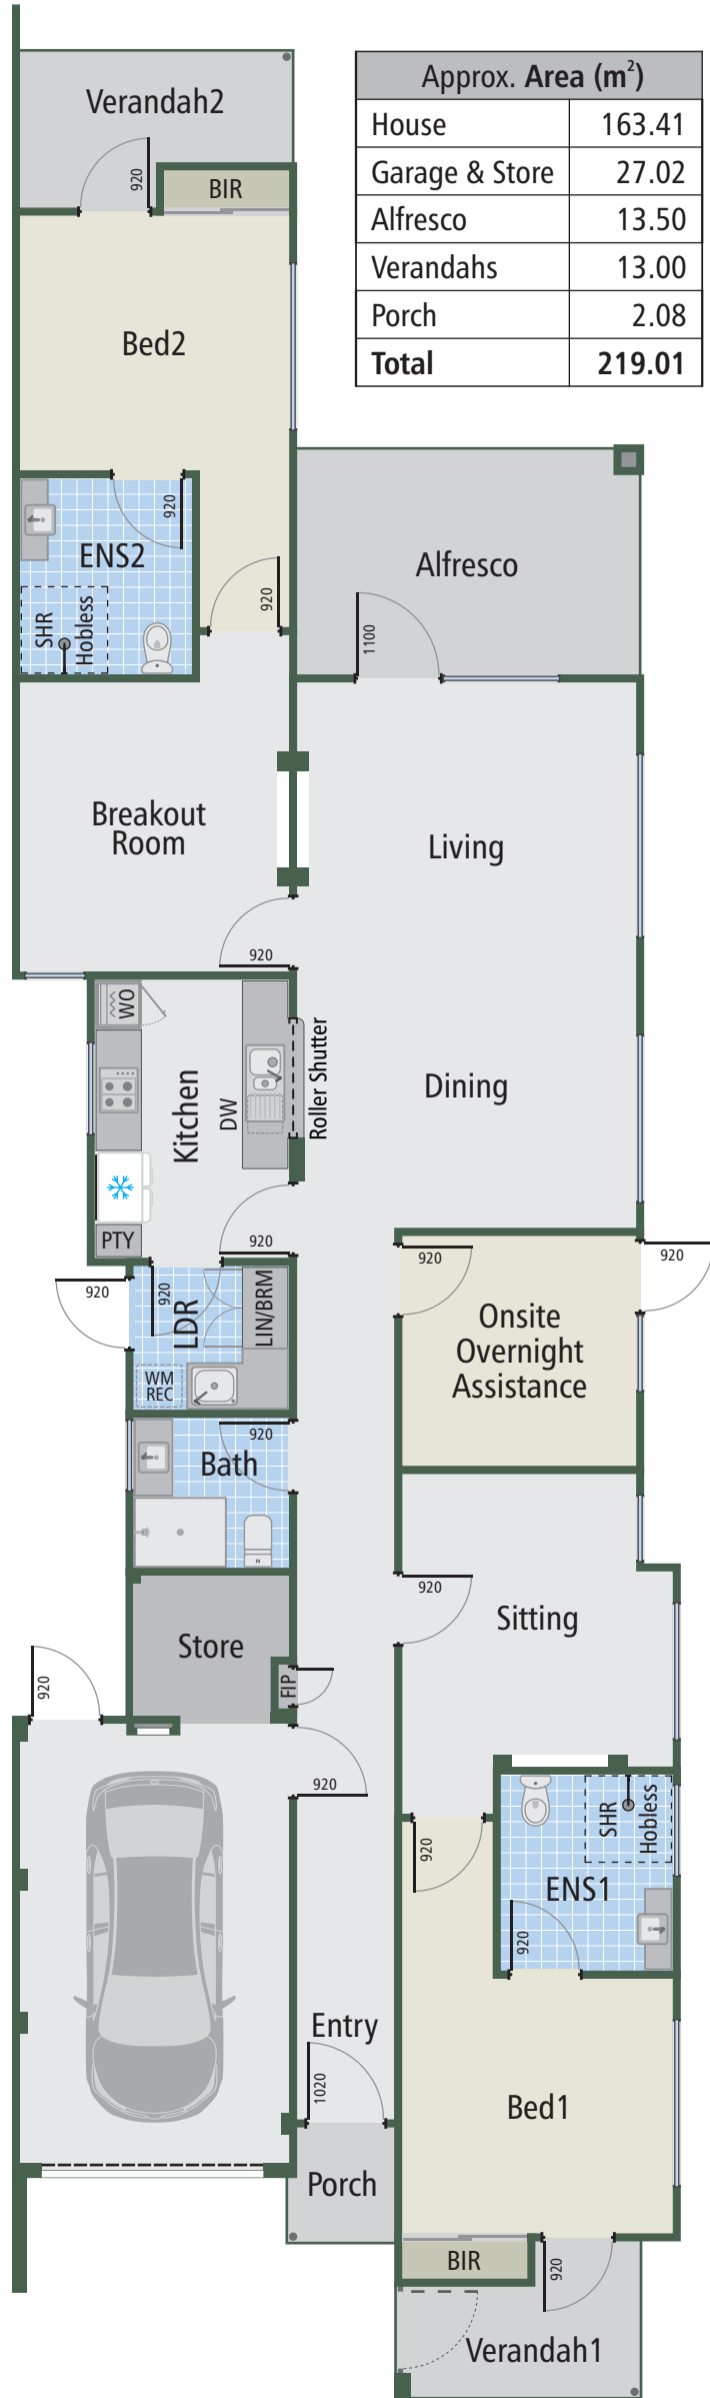 Approx. Area (m²)
House 163.41
Garage & Store 27.02
Alfresco 13.50
Verandahs 13.00
Porch 2.08
Total 219.01
Verandah2
920
BIR
Bed2
920
ENS2
SHR
Hobless
920
Alfresco
1100
Breakout
Room
Living
920
WO
Kitchen
DW
Roller Shutter
Dining
PTY
920
920
920
LDR
LIN/BRM
WM
REC
920
920
Onsite
Overnight
Assistance
920
Bath
920
Sitting
Store
FIP
920
920
SHR
Hobless
920
ENS1
920
Entry
1020
Bed1
Porch
BIR
920
Verandah1